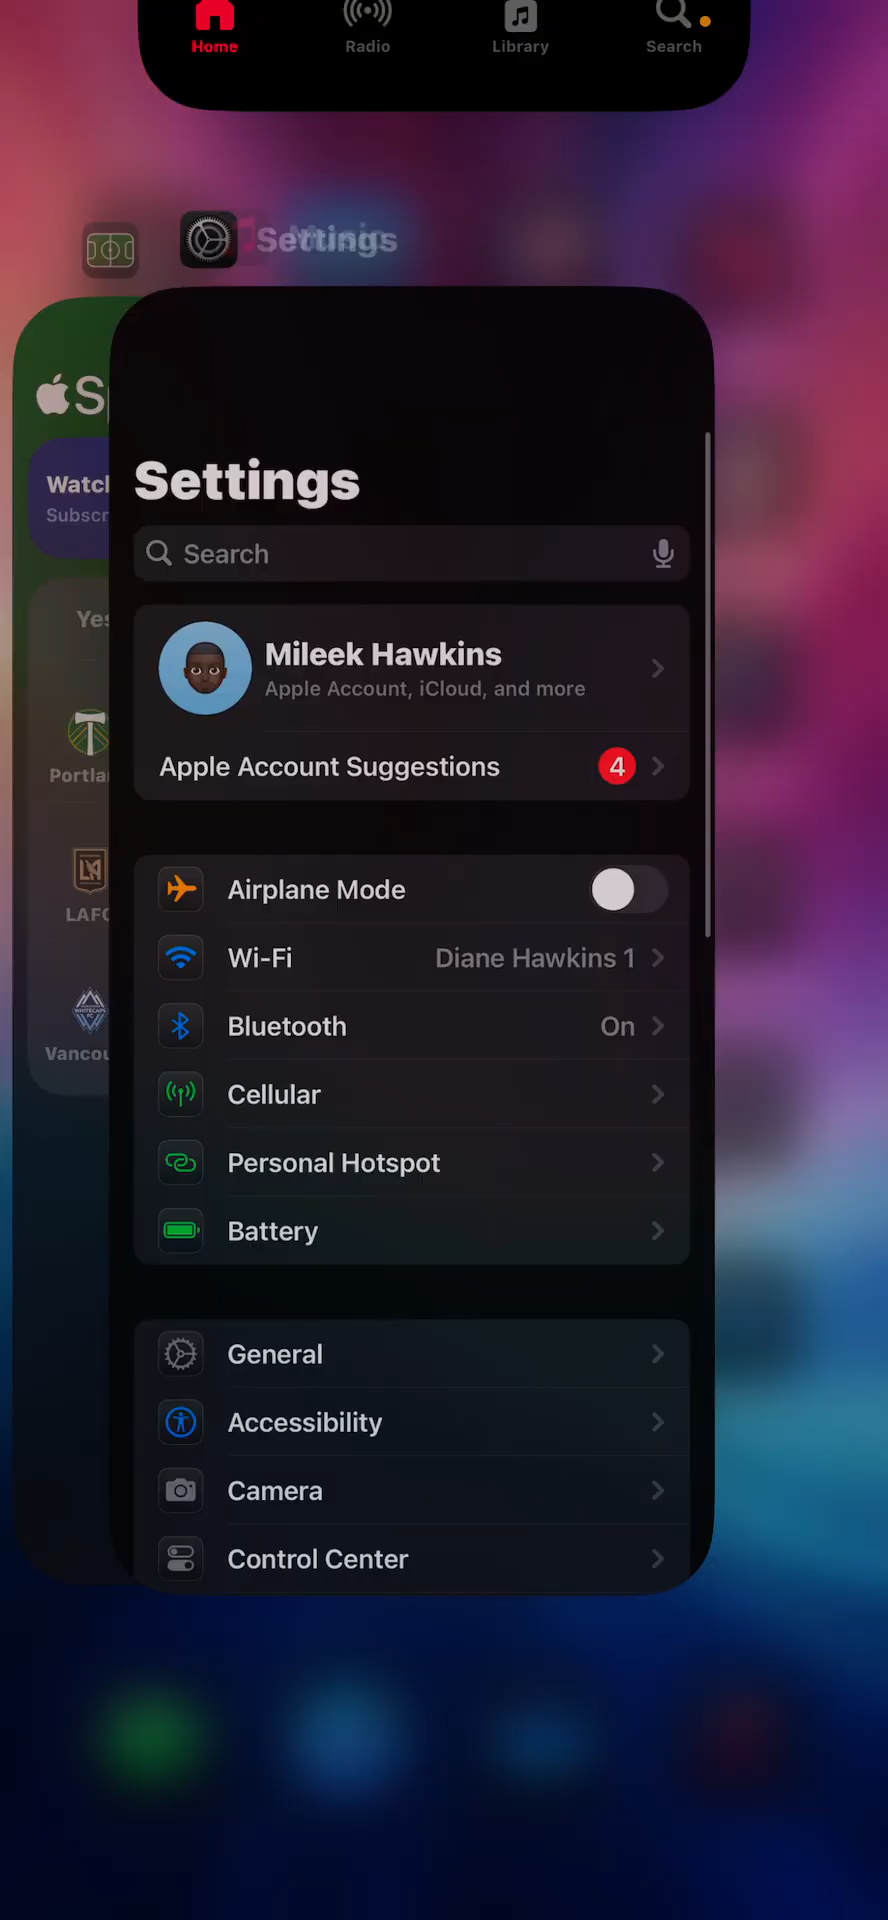 Home
Radio
Library
Search
Settings
Sp
Watch
Subscr
Yes
Portlan
LAFC
Vancou
Settings
Search
Mileek Hawkins
Apple Account, iCloud, and more
Apple Account Suggestions
4
Airplane Mode
Wi-Fi
Diane Hawkins 1
Bluetooth
On
Cellular
Personal Hotspot
Battery
General
Accessibility
Camera
Control Center